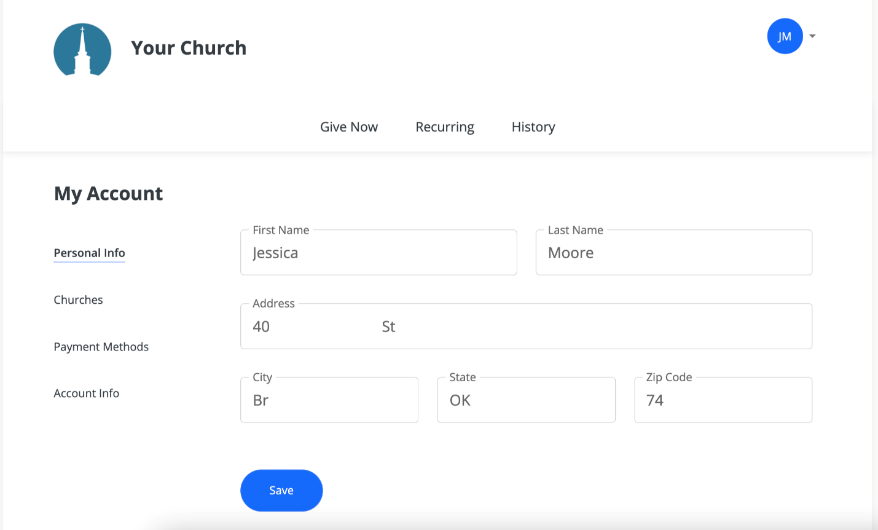 Your Church
JM
Give Now Recurring History
My Account
Personal Info
Churches
Payment Methods
Account Info
First Name
Jessica
Last Name
Moore
Address
40 St
City
Br
State
OK
Zip Code
74
Save